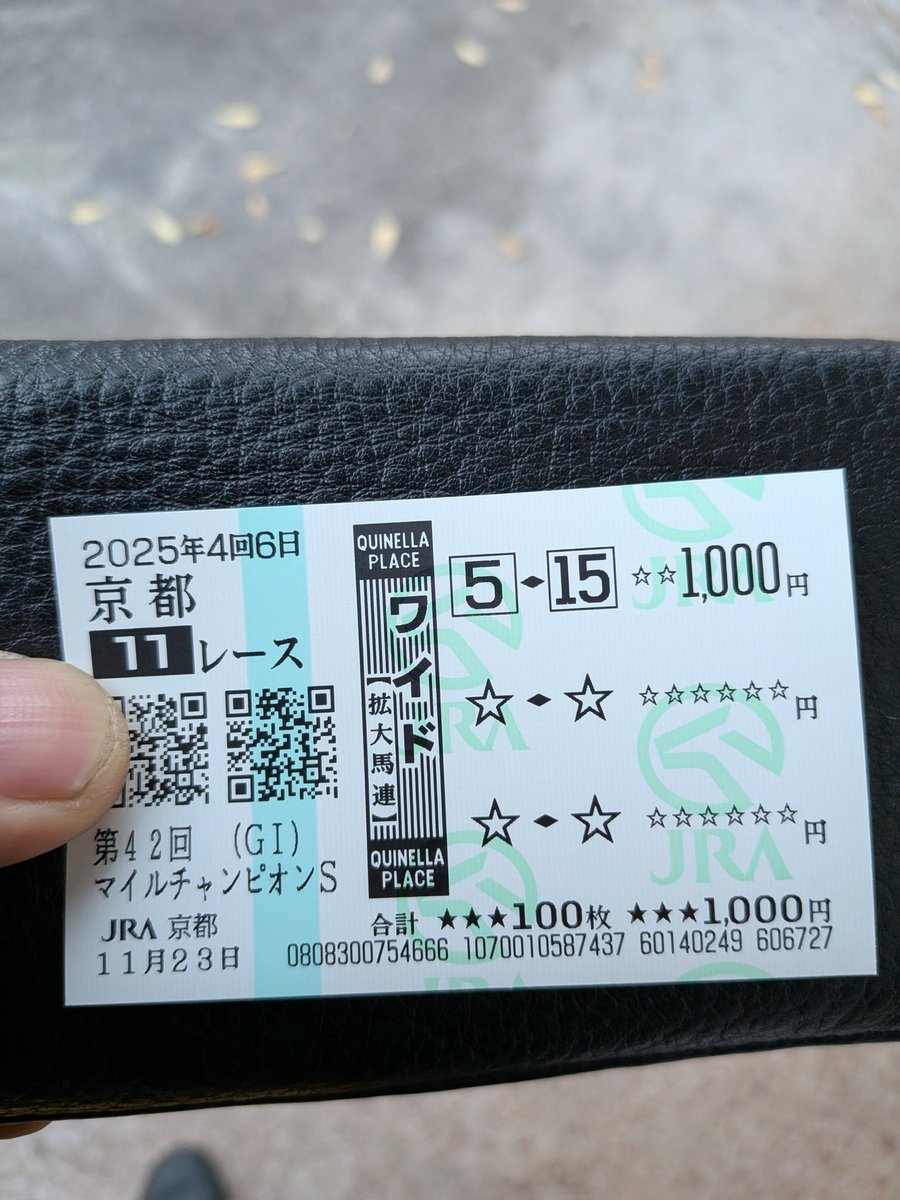 2025年4回6日
京都
11レース
第42回 (GI)
マイルチャンピオンS
JRA 京都
11月23日
QUINELLA
PLACE
ワイド
【拡大馬連】
QUINELLA
PLACE
5◆15 ☆☆1,000円
☆◆☆ ☆☆☆☆☆☆円
☆◆☆ ☆☆☆☆☆☆円
合計 ★★★100枚 ★★★1,000円
0808300754666 1070010587437 60140249 606727
JRA
JRA
JRA
JRA